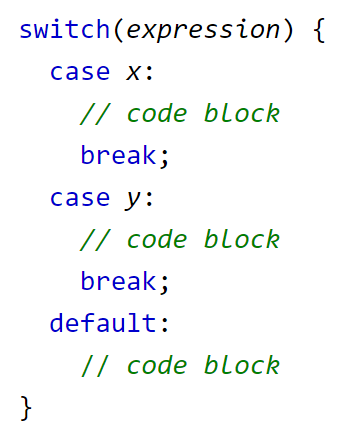 switch(expression) {
  case x:
    // code block
    break;
  case y:
    // code block
    break;
  default:
    // code block
}